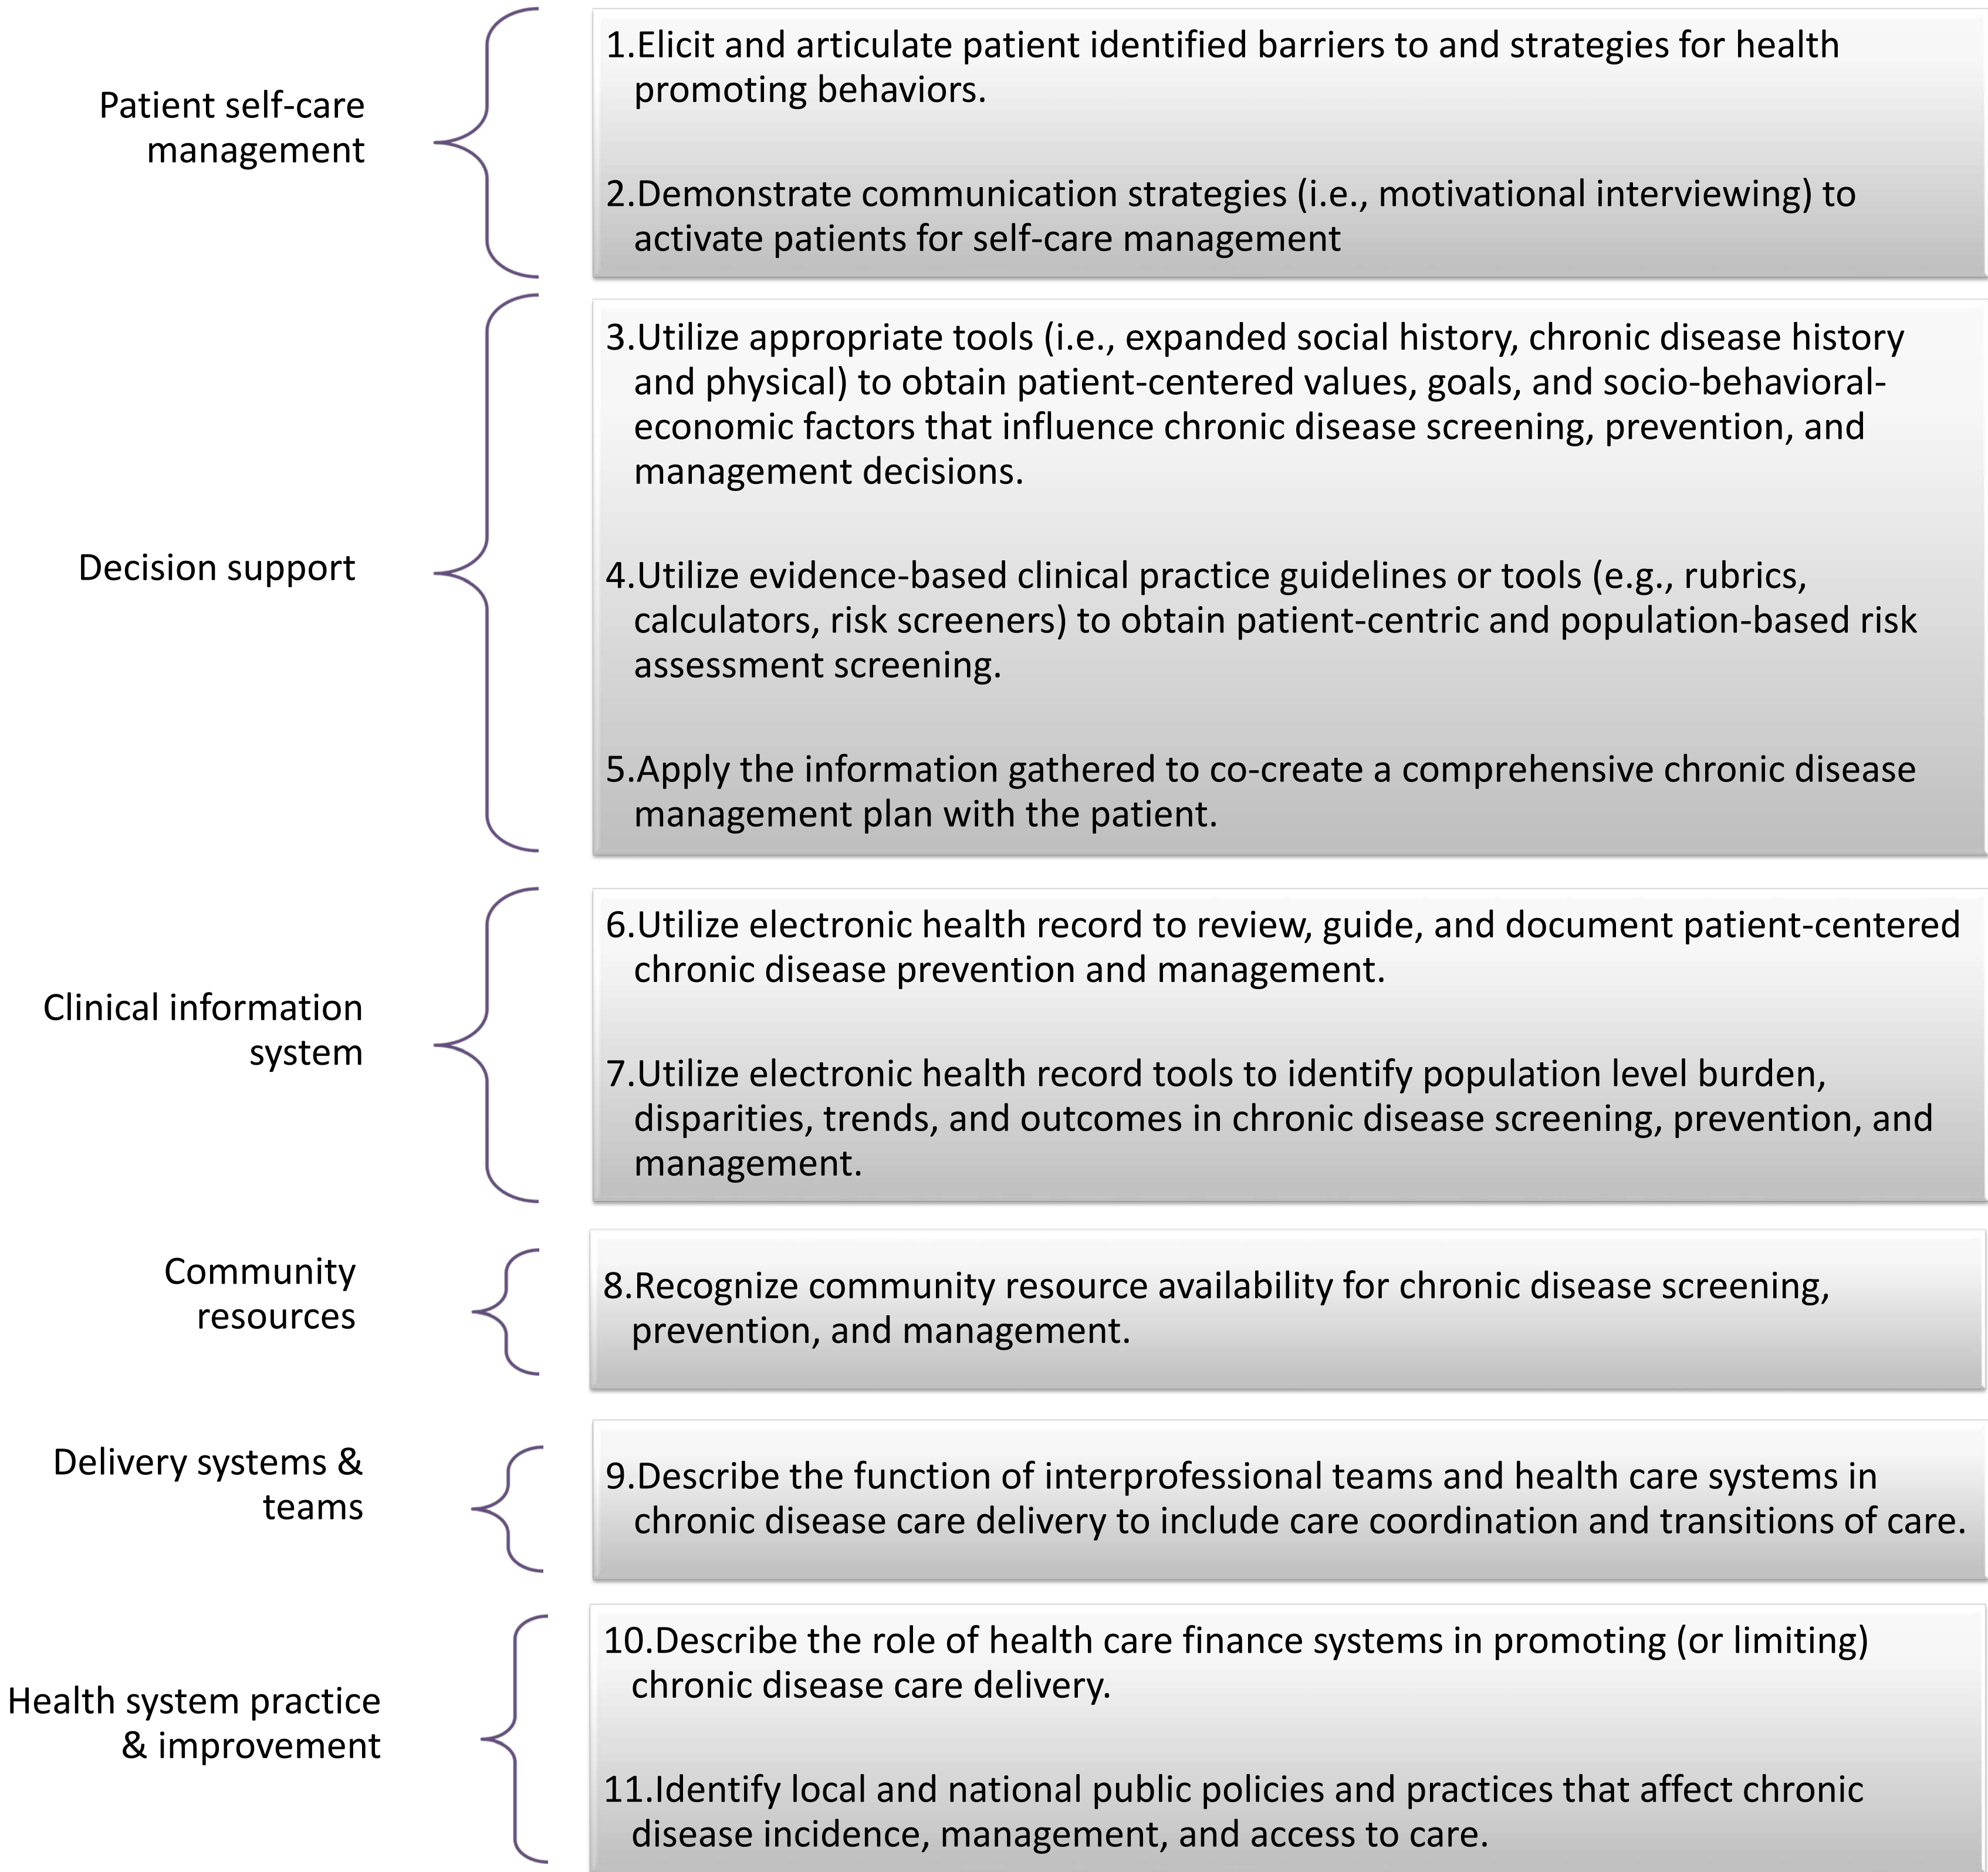 Patient self-care
management
1.Elicit and articulate patient identified barriers to and strategies for health
promoting behaviors.
2.Demonstrate communication strategies (i.e., motivational interviewing) to
activate patients for self-care management
Decision support
3.Utilize appropriate tools (i.e., expanded social history, chronic disease history
and physical) to obtain patient-centered values, goals, and socio-behavioral-
economic factors that influence chronic disease screening, prevention, and
management decisions.
4.Utilize evidence-based clinical practice guidelines or tools (e.g., rubrics,
calculators, risk screeners) to obtain patient-centric and population-based risk
assessment screening.
5.Apply the information gathered to co-create a comprehensive chronic disease
management plan with the patient.
Clinical information
system
6.Utilize electronic health record to review, guide, and document patient-centered
chronic disease prevention and management.
7.Utilize electronic health record tools to identify population level burden,
disparities, trends, and outcomes in chronic disease screening, prevention, and
management.
Community
resources
8.Recognize community resource availability for chronic disease screening,
prevention, and management.
Delivery systems &
teams
9.Describe the function of interprofessional teams and health care systems in
chronic disease care delivery to include care coordination and transitions of care.
Health system practice
& improvement
10.Describe the role of health care finance systems in promoting (or limiting)
chronic disease care delivery.
11.Identify local and national public policies and practices that affect chronic
disease incidence, management, and access to care.